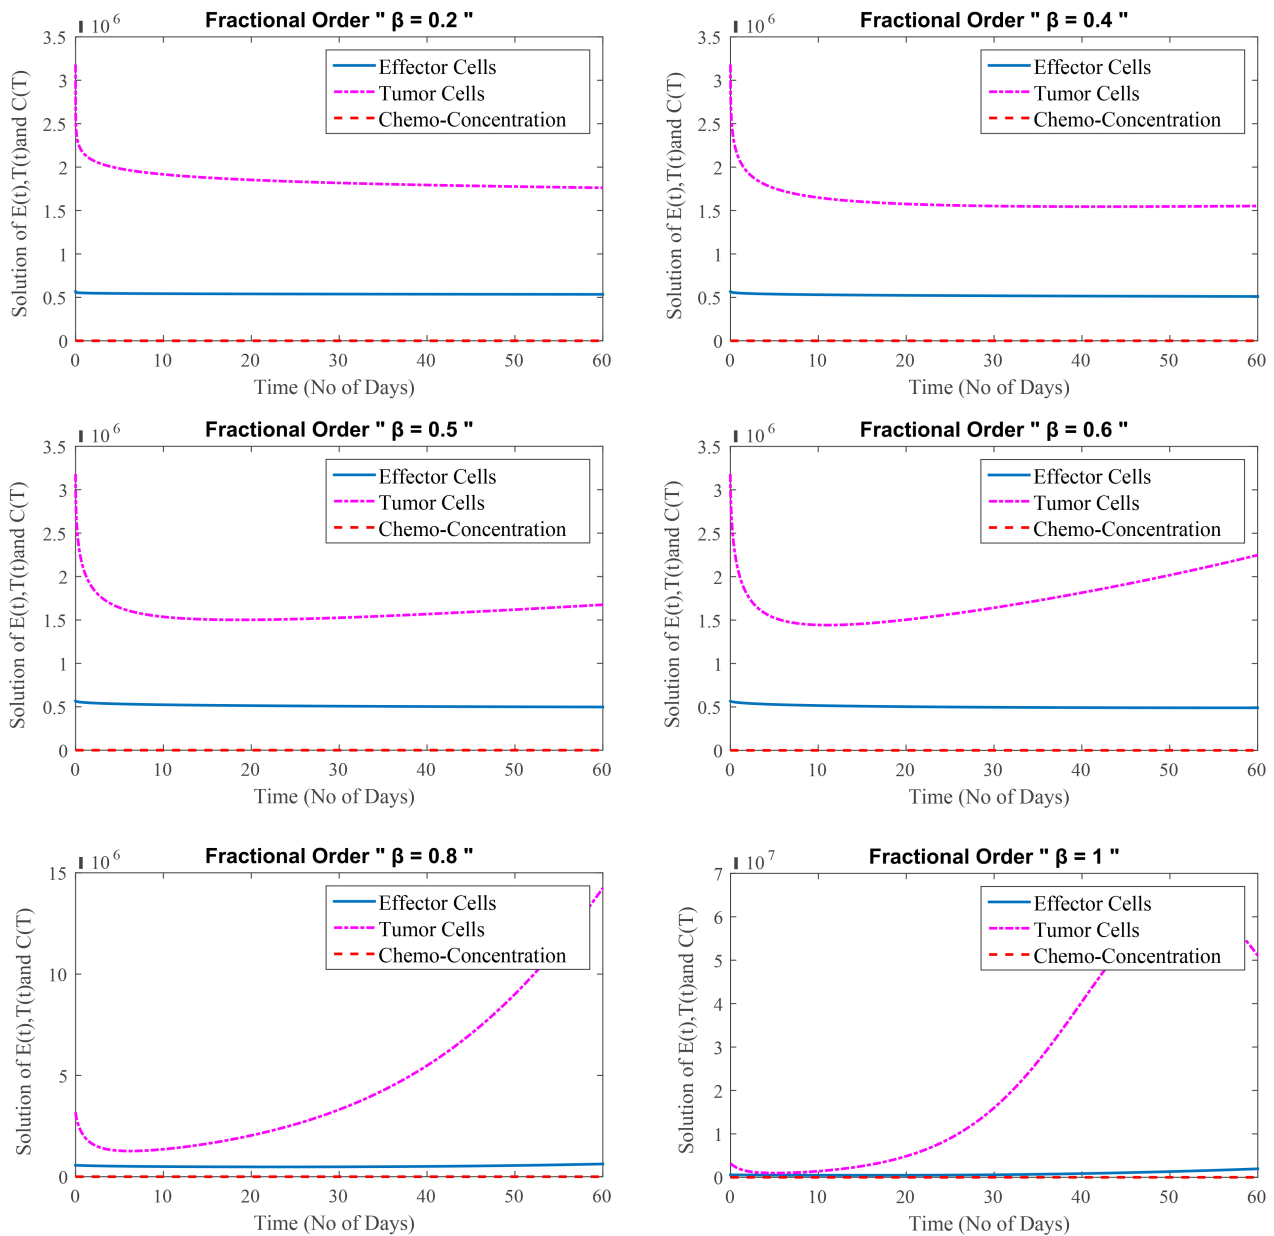 Fractional Order " β = 0.2 "
10 6
3.5
3
2.5
2
1.5
1
0.5
0
0 10 20 30 40 50 60
Solution of E(t),T(t)and C(T)
Time (No of Days)
Effector Cells
Tumor Cells
Chemo-Concentration
Fractional Order " β = 0.4 "
10 6
3.5
3
2.5
2
1.5
1
0.5
0
0 10 20 30 40 50 60
Solution of E(t),T(t)and C(T)
Time (No of Days)
Effector Cells
Tumor Cells
Chemo-Concentration
Fractional Order " β = 0.5 "
10 6
3.5
3
2.5
2
1.5
1
0.5
0
0 10 20 30 40 50 60
Solution of E(t),T(t)and C(T)
Time (No of Days)
Effector Cells
Tumor Cells
Chemo-Concentration
Fractional Order " β = 0.6 "
10 6
3.5
3
2.5
2
1.5
1
0.5
0
0 10 20 30 40 50 60
Solution of E(t),T(t)and C(T)
Time (No of Days)
Effector Cells
Tumor Cells
Chemo-Concentration
Fractional Order " β = 0.8 "
10 6
15
10
5
0
0 10 20 30 40 50 60
Solution of E(t),T(t)and C(T)
Time (No of Days)
Effector Cells
Tumor Cells
Chemo-Concentration
Fractional Order " β = 1 "
10 7
7
6
5
4
3
2
1
0
0 10 20 30 40 50 60
Solution of E(t),T(t)and C(T)
Time (No of Days)
Effector Cells
Tumor Cells
Chemo-Concentration